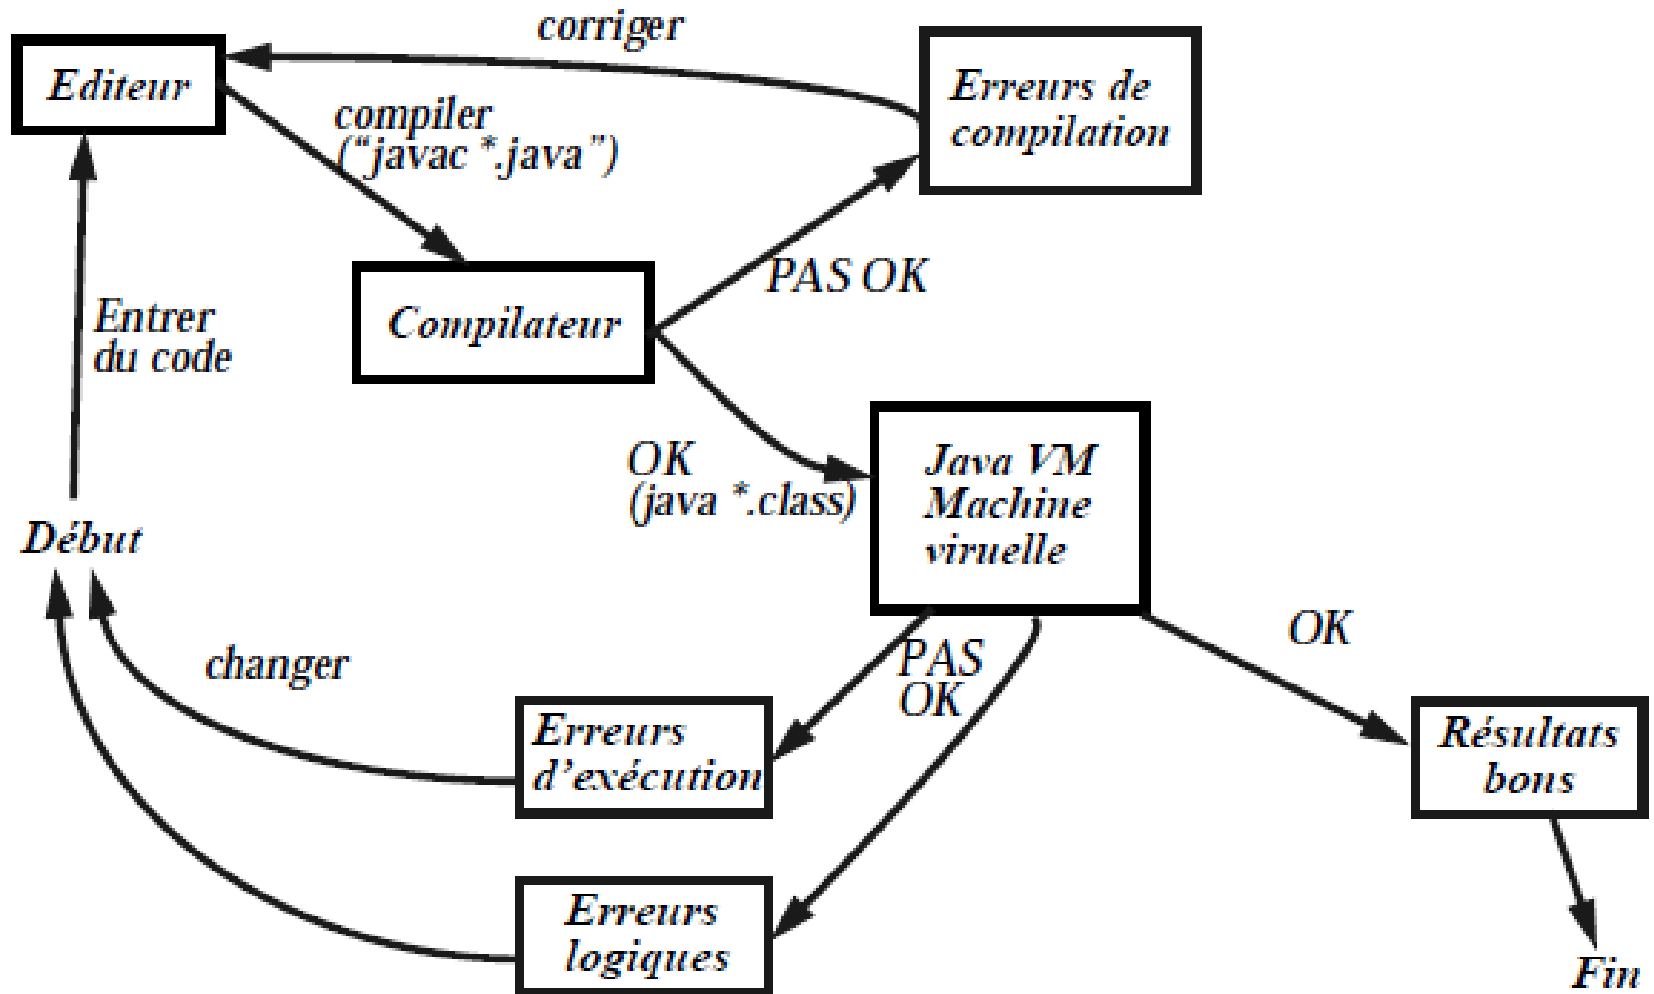 corriger
Editeur
Erreurs de
compilation
compiler
(“javac *.java”)
PAS OK
Compilateur
Entrer
du code
OK
(java *.class)
Java VM
Machine
viruelle
Début
changer
PAS
OK
OK
Erreurs
d’exécution
Résultats
bons
Erreurs
logiques
Fin